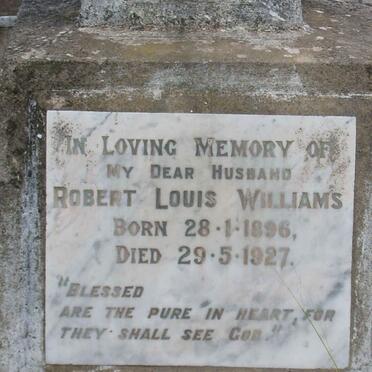 In Loving Memory of
My Dear Husband
Robert Louis Williams
Born 28·1·1896,
Died 29·5·1927.
"Blessed
are the pure in heart, for
they shall see God."